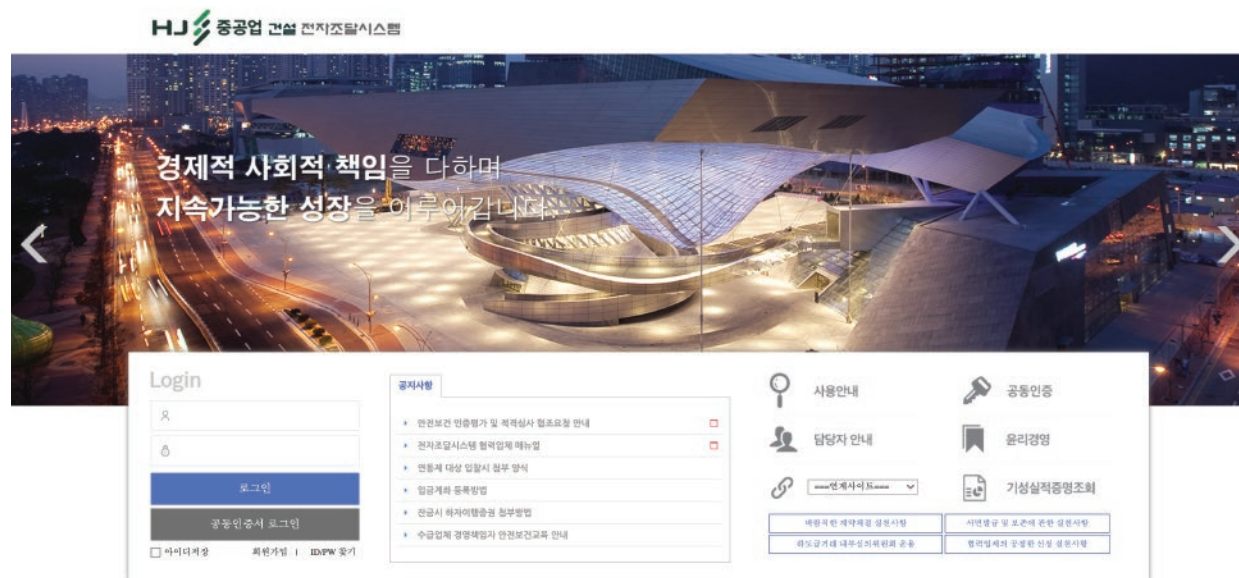 HJ 중공업 건설 전자조달시스템
경제적 사회적 책임을 다하며
지속가능한 성장을 이루어갑니다
Login
로그인
공동인증서 로그인
아이디저장 회원가입 | ID/PW 찾기
공지사항
안전보건 인증평가 및 적격심사 협조요청 안내
전자조달시스템 협력업체 매뉴얼
연동제 대상 입찰시 첨부 양식
입금계좌 등록방법
잔금시 하자이행증권 첨부방법
수급업체 경영책임자 안전보건교육 안내
사용안내
공동인증
담당자 안내
윤리경영
===연계사이트===
기성실적증명조회
바람직한 계약체결 실천사항
서면발급 및 보존에 관한 실천사항
하도급거래 내부심의위원회 운용
협력업체의 공정한 선정 실천사항